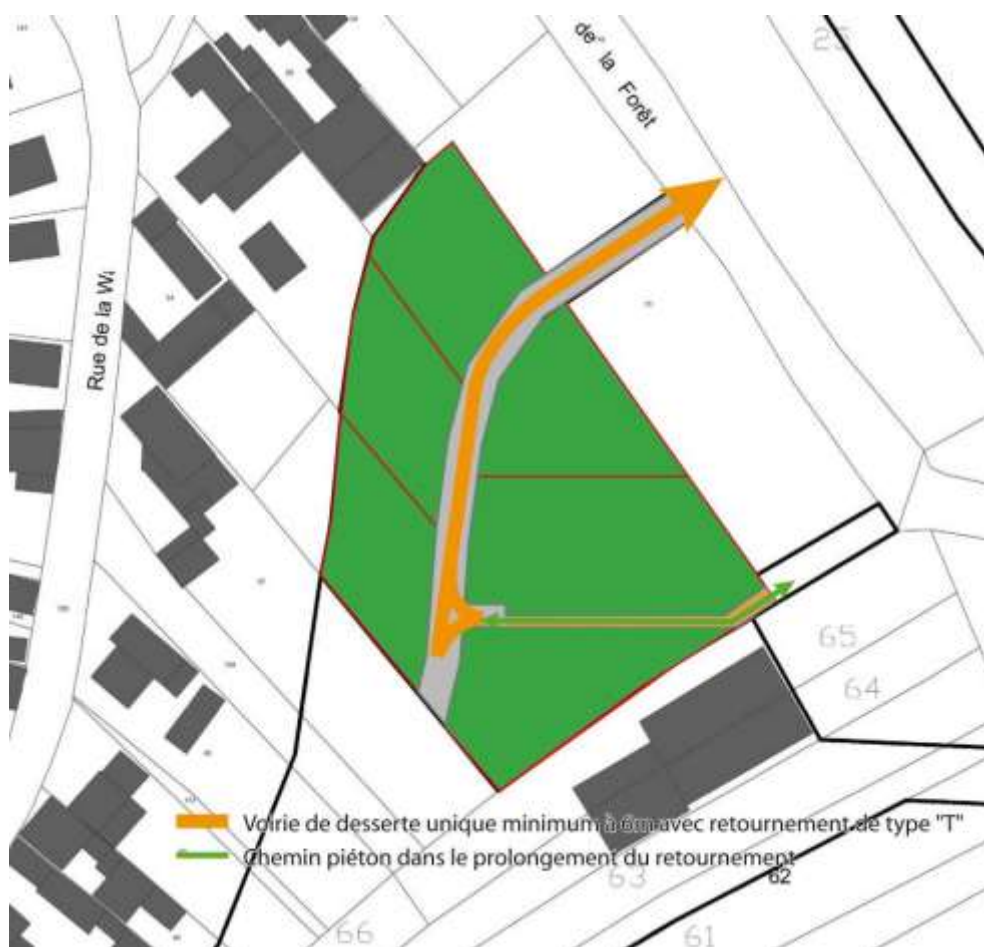 de la Forêt
25
Rue de la W
65
64
Voirie de desserte unique minimum à 6m avec retournement de type "T"
Chemin piéton dans le prolongement du retournement
63
62
66
61